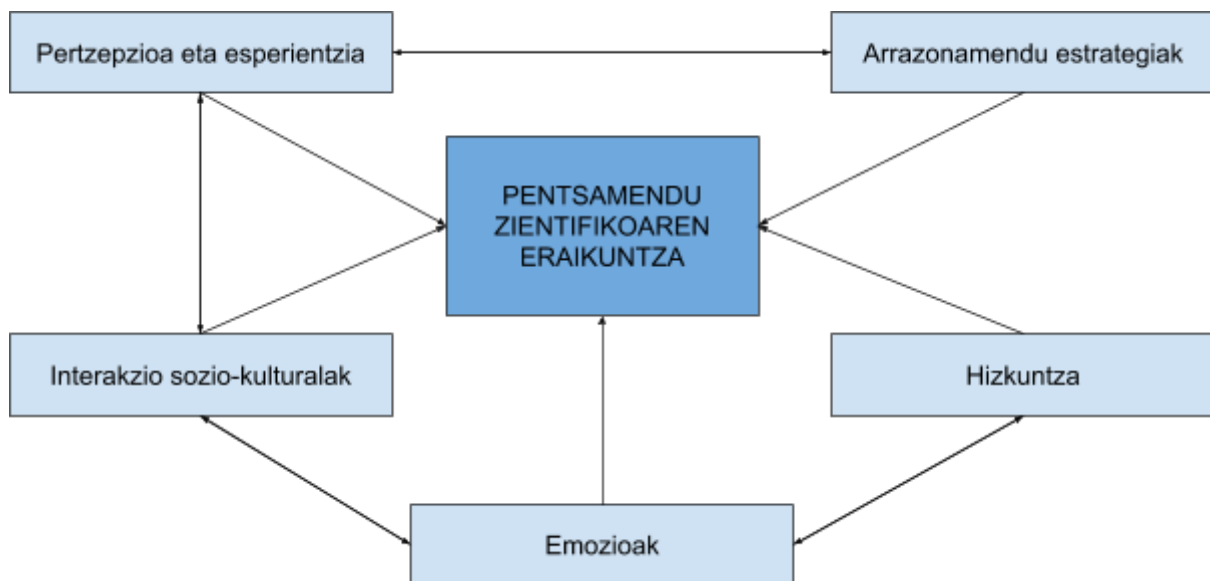 Pertzepzioa eta esperientzia
Arrazonamendu estrategiak
PENTSAMENDU
ZIENTIFIKOAREN
ERAIKUNTZA
Interakzio sozio-kulturalak
Hizkuntza
Emozioak